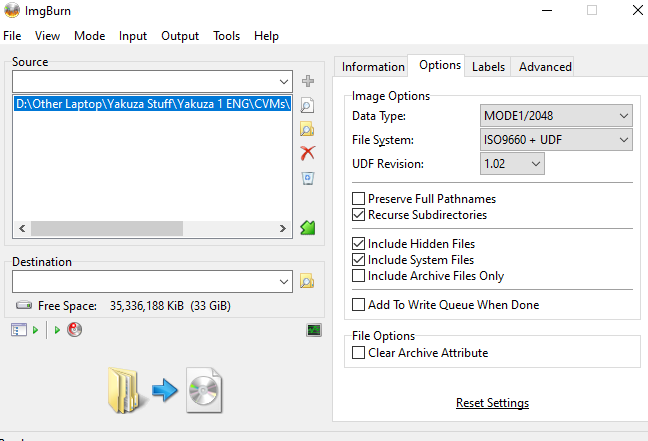 ImgBurn
File View Mode Input Output Tools Help
Source
D:\Other Laptop\Yakuza Stuff\Yakuza 1 ENG\CVMs\
Destination
Free Space: 35,336,188 KiB (33 GiB)
Information Options Labels Advanced
Image Options
Data Type: MODE1/2048
File System: ISO9660 + UDF
UDF Revision: 1.02
Preserve Full Pathnames
Recurse Subdirectories
Include Hidden Files
Include System Files
Include Archive Files Only
Add To Write Queue When Done
File Options
Clear Archive Attribute
Reset Settings